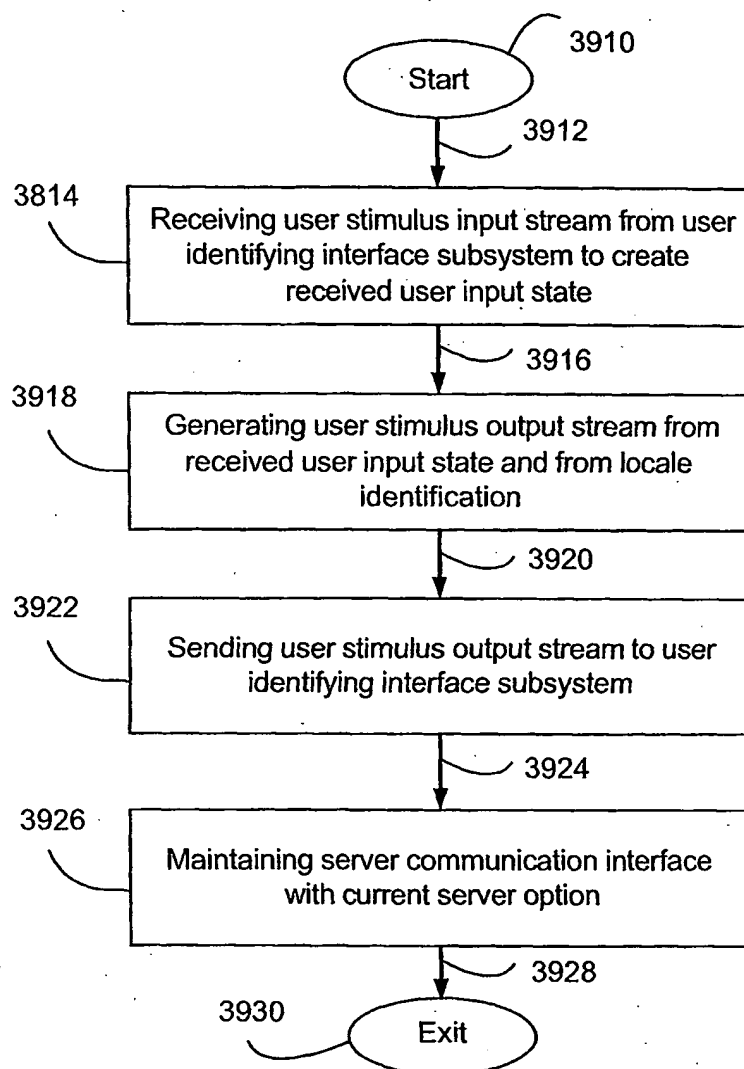 3910
Start
3912
3814
Receiving user stimulus input stream from user
identifying interface subsystem to create
received user input state
3916
3918
Generating user stimulus output stream from
received user input state and from locale
identification
3920
3922
Sending user stimulus output stream to user
identifying interface subsystem
3924
3926
Maintaining server communication interface
with current server option
3928
3930
Exit